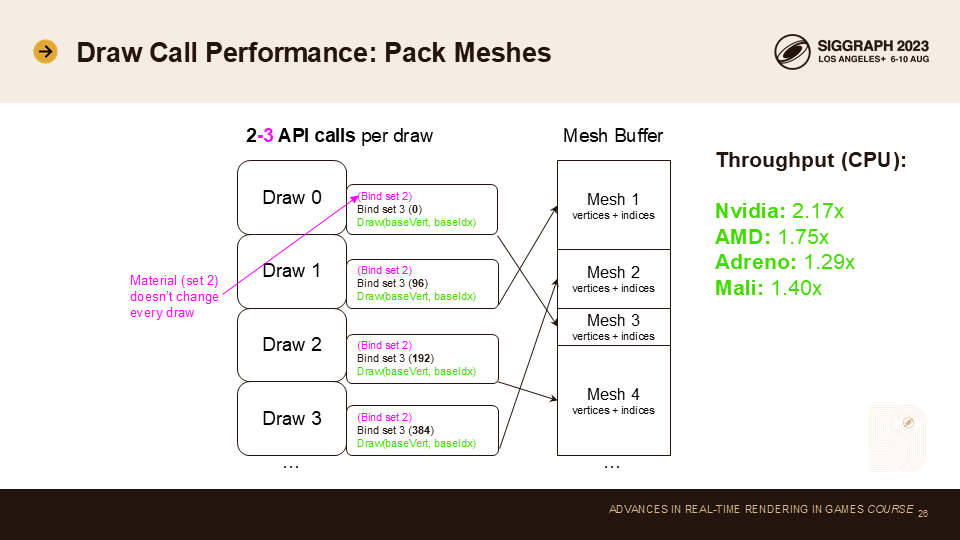 Draw Call Performance: Pack Meshes
SIGGRAPH 2023
LOS ANGELES+ 6-10 AUG
2-3 API calls per draw
Mesh Buffer
Throughput (CPU):
Nvidia: 2.17x
AMD: 1.75x
Adreno: 1.29x
Mali: 1.40x
Draw 0
(Bind set 2)
Bind set 3 (0)
Draw(baseVert, baseIdx)
Draw 1
(Bind set 2)
Bind set 3 (96)
Draw(baseVert, baseIdx)
Draw 2
(Bind set 2)
Bind set 3 (192)
Draw(baseVert, baseIdx)
Draw 3
(Bind set 2)
Bind set 3 (384)
Draw(baseVert, baseIdx)
...
Material (set 2)
doesn't change
every draw
Mesh 1
vertices + indices
Mesh 2
vertices + indices
Mesh 3
vertices + indices
Mesh 4
vertices + indices
...
ADVANCES IN REAL-TIME RENDERING IN GAMES COURSE
26